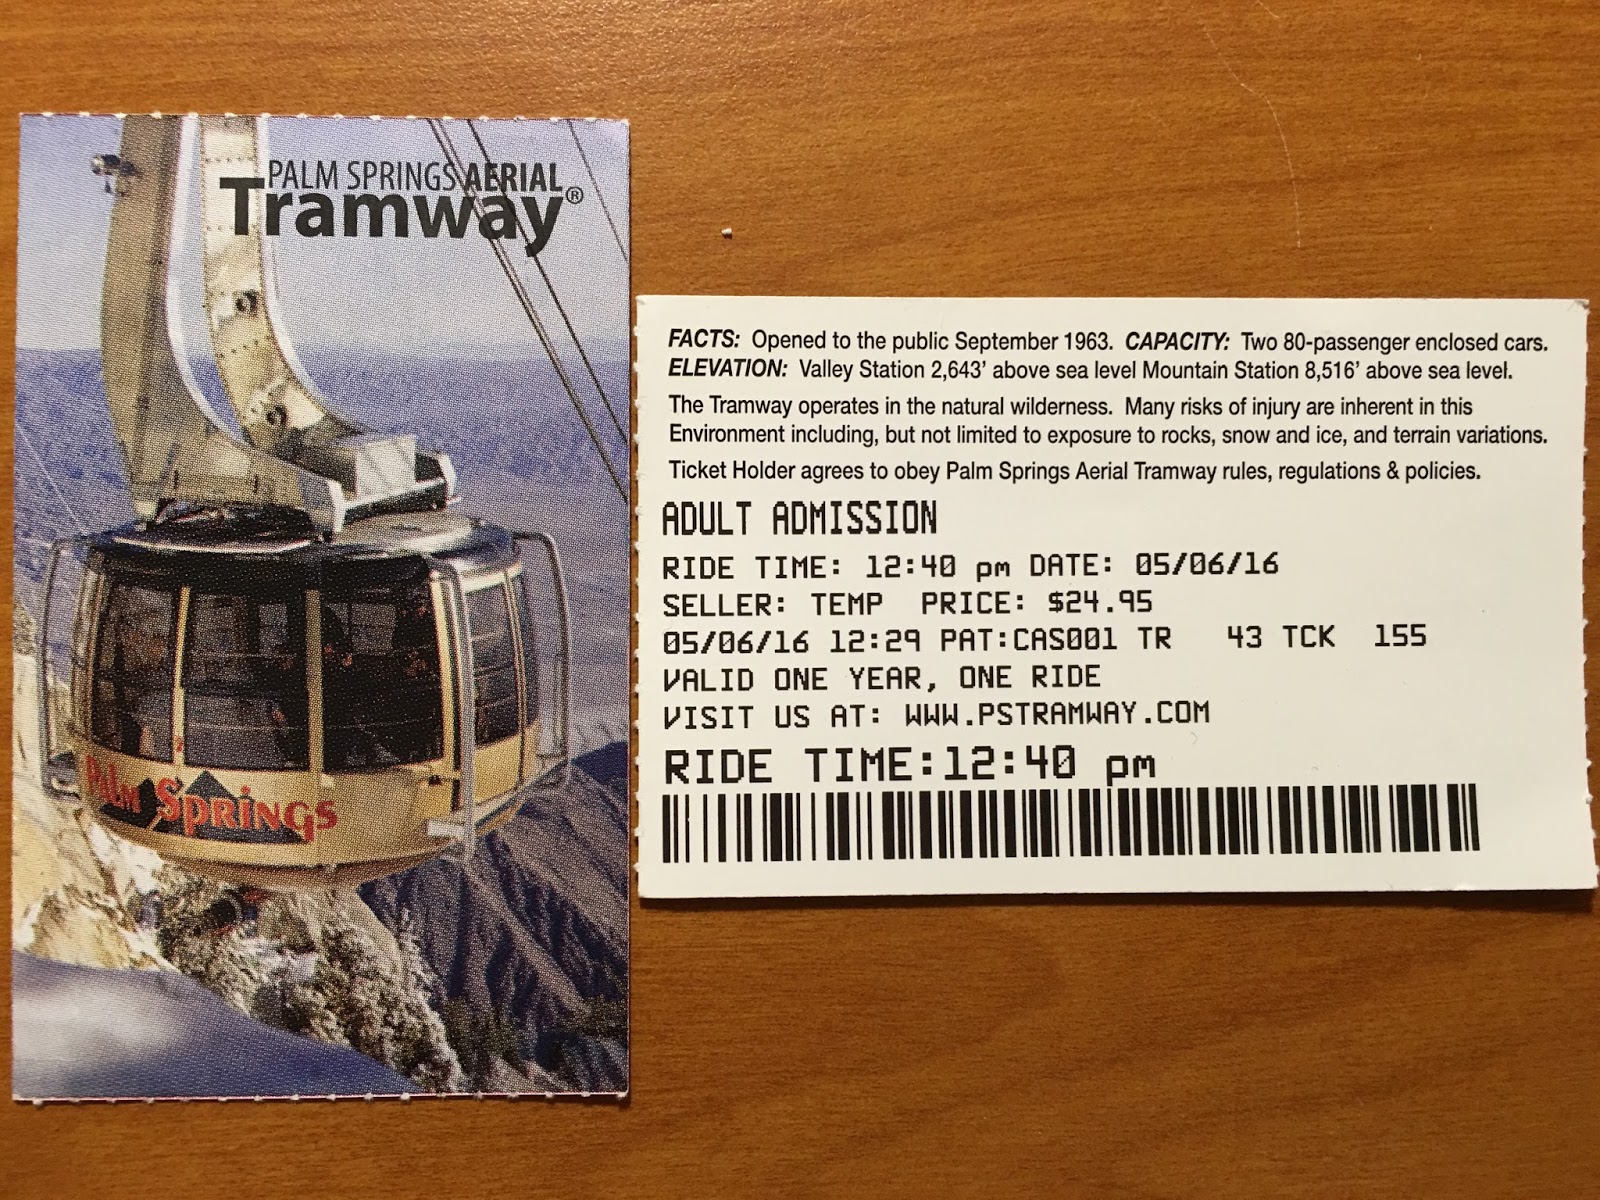 PALM SPRINGS AERIAL
Tramway®
Palm Springs
FACTS: Opened to the public September 1963. CAPACITY: Two 80-passenger enclosed cars.
ELEVATION: Valley Station 2,643' above sea level Mountain Station 8,516' above sea level.
The Tramway operates in the natural wilderness. Many risks of injury are inherent in this
Environment including, but not limited to exposure to rocks, snow and ice, and terrain variations.
Ticket Holder agrees to obey Palm Springs Aerial Tramway rules, regulations & policies.
ADULT ADMISSION
RIDE TIME: 12:40 pm DATE: 05/06/16
SELLER: TEMP PRICE: $24.95
05/06/16 12:29 PAT:CAS001 TR 43 TCK 155
VALID ONE YEAR, ONE RIDE
VISIT US AT: WWW.PSTRAMWAY.COM
RIDE TIME:12:40 pm